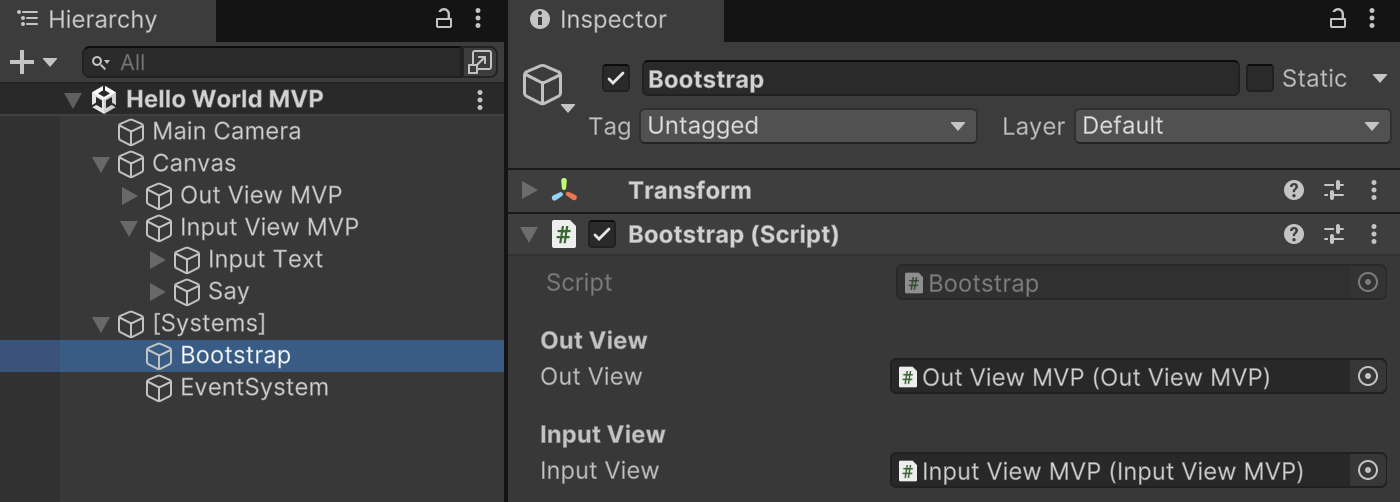 Hierarchy
All
Hello World MVP
Main Camera
Canvas
Out View MVP
Input View MVP
Input Text
Say
[Systems]
Bootstrap
EventSystem
Inspector
Bootstrap
Static
Tag Untagged Layer Default
Transform
# Bootstrap (Script)
Script # Bootstrap
Out View
Out View # Out View MVP (Out View MVP)
Input View
Input View # Input View MVP (Input View MVP)